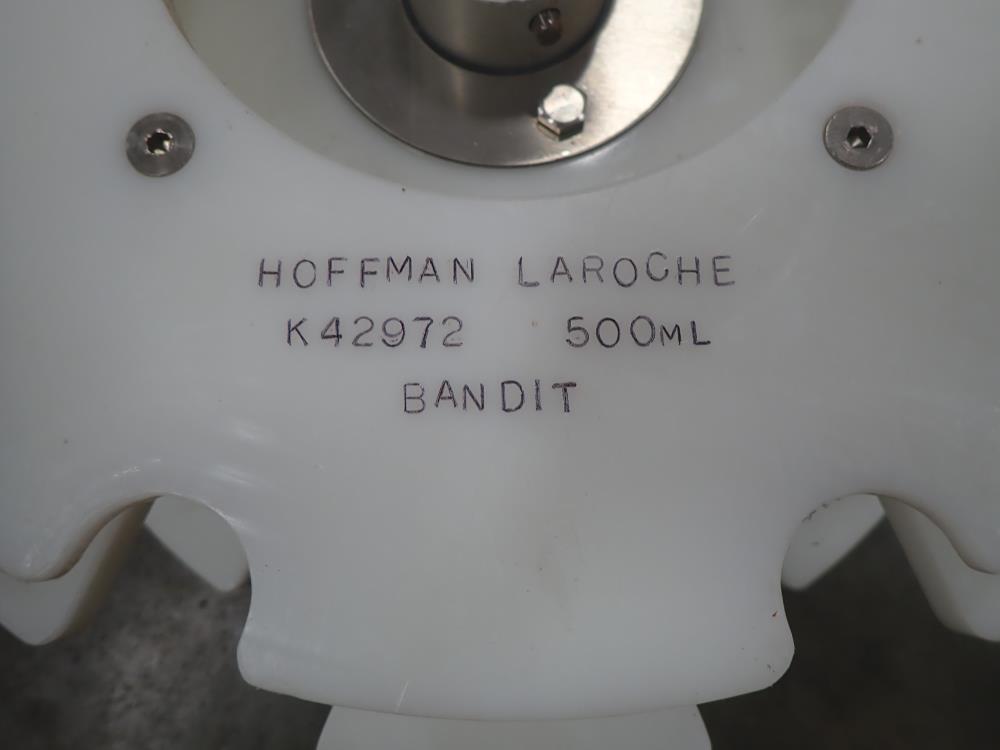 HOFFMAN LAROCHE
K42972 500mL
BANDIT